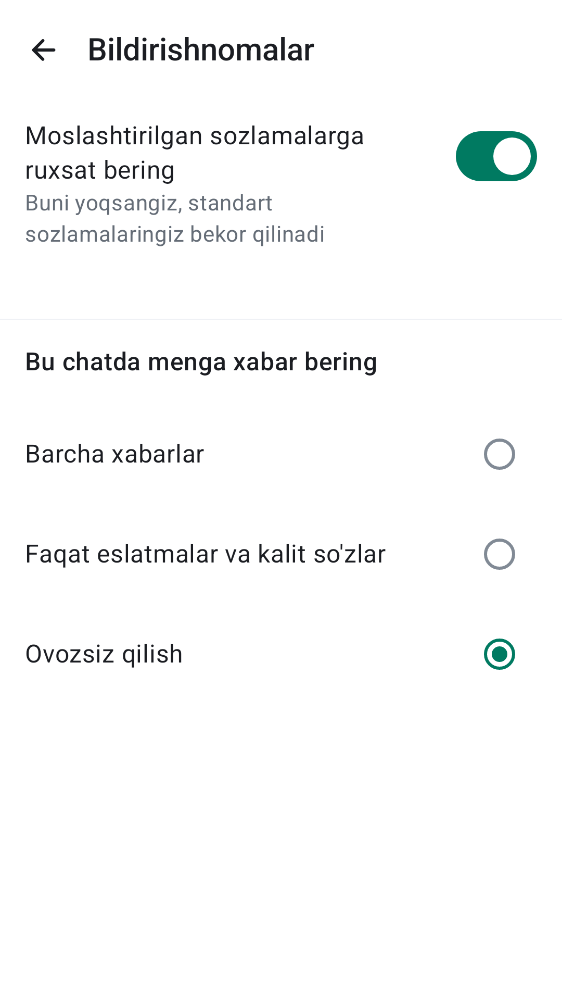 Bildirishnomalar
Moslashtirilgan sozlamalarga
ruxsat bering
Buni yoqsangiz, standart
sozlamalaringiz bekor qilinadi
Bu chatda menga xabar bering
Barcha xabarlar
Faqat eslatmalar va kalit so'zlar
Ovozsiz qilish